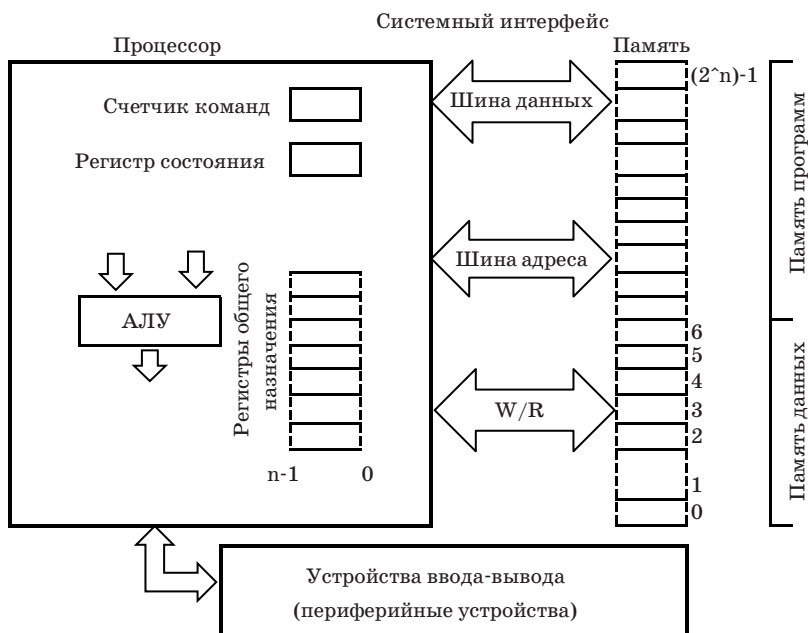 Системный интерфейс
Процессор
Память
Счетчик команд
Регистр состояния
АЛУ
Регистры общего
назначения
n-1
0
Шина данных
Шина адреса
W/R
(2^n)-1
6
5
4
3
2
1
0
Память программ
Память данных
Устройства ввода-вывода
(периферийные устройства)